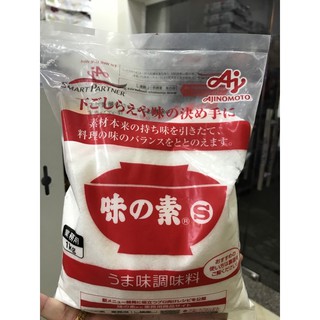 SMART PARTNER
AJINOMOTO
下ごしらえや味の決め手に
素材本来の持ち味を引きたて、
料理の味のバランスをととのえます。
味の素® S
業務用
1kg
うま味調味料